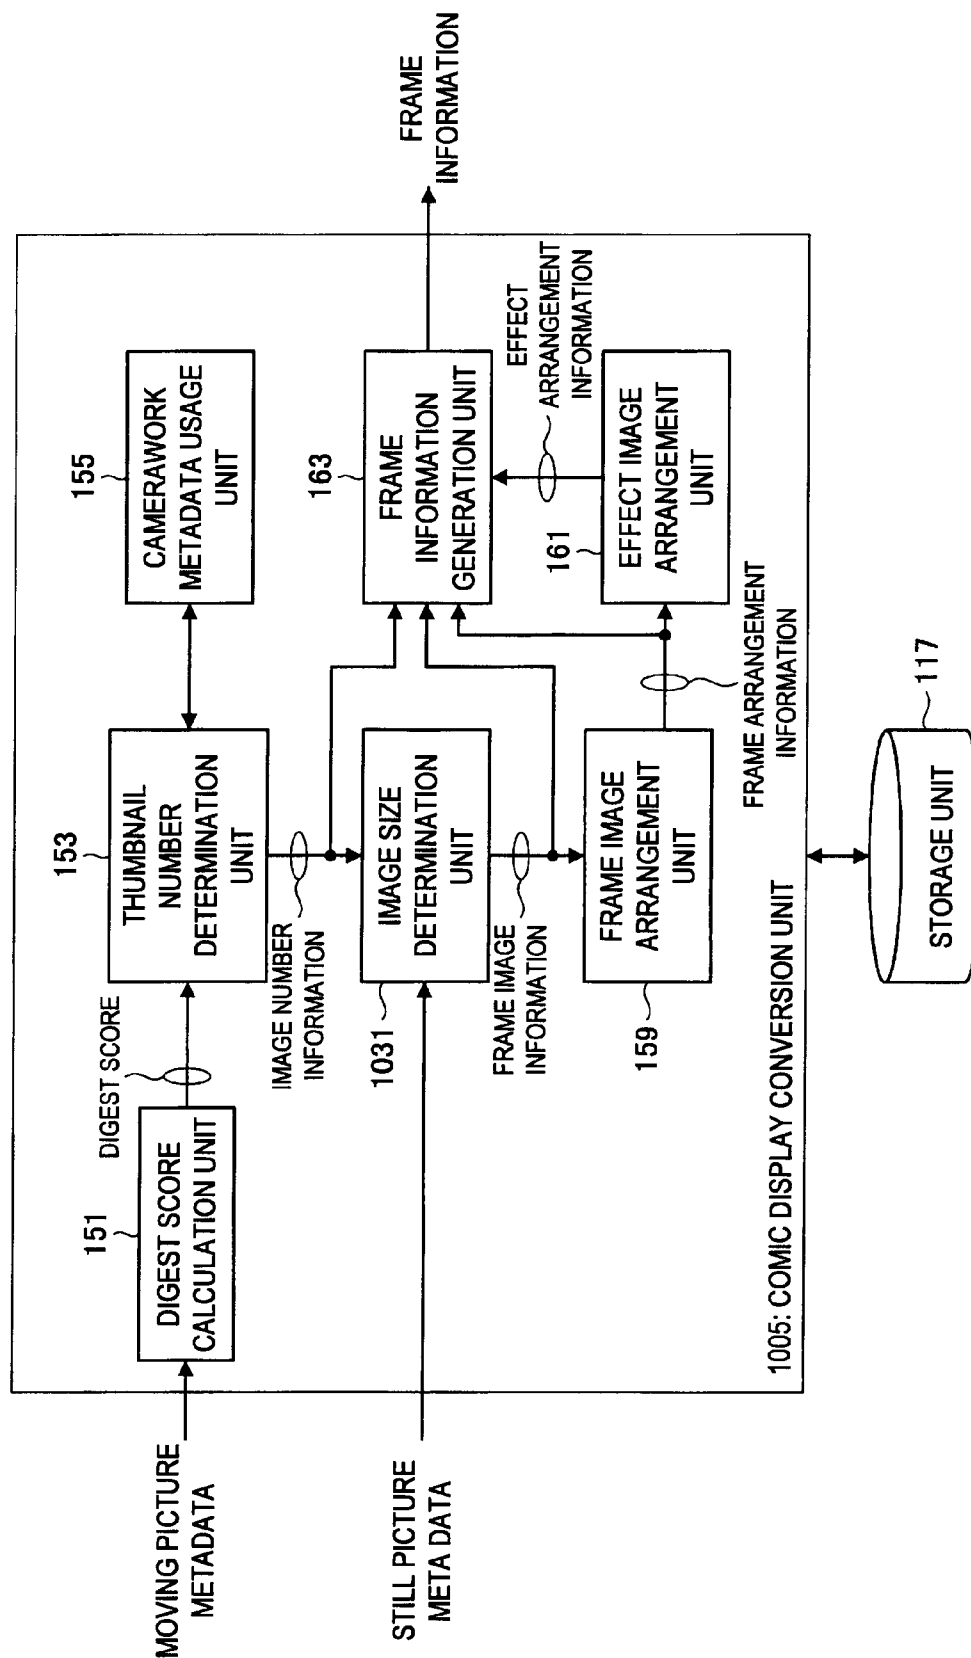 MOVING PICTURE
METADATA
STILL PICTURE
META DATA
151
DIGEST SCORE
CALCULATION UNIT
DIGEST SCORE
153
THUMBNAIL
NUMBER
DETERMINATION
UNIT
155
CAMERAWORK
METADATA USAGE
UNIT
IMAGE NUMBER
INFORMATION
1031
IMAGE SIZE
DETERMINATION
UNIT
163
FRAME
INFORMATION
GENERATION UNIT
FRAME
INFORMATION
FRAME IMAGE
INFORMATION
EFFECT
ARRANGEMENT
INFORMATION
159
FRAME IMAGE
ARRANGEMENT
UNIT
161
EFFECT IMAGE
ARRANGEMENT
UNIT
FRAME ARRANGEMENT
INFORMATION
1005: COMIC DISPLAY CONVERSION UNIT
117
STORAGE UNIT